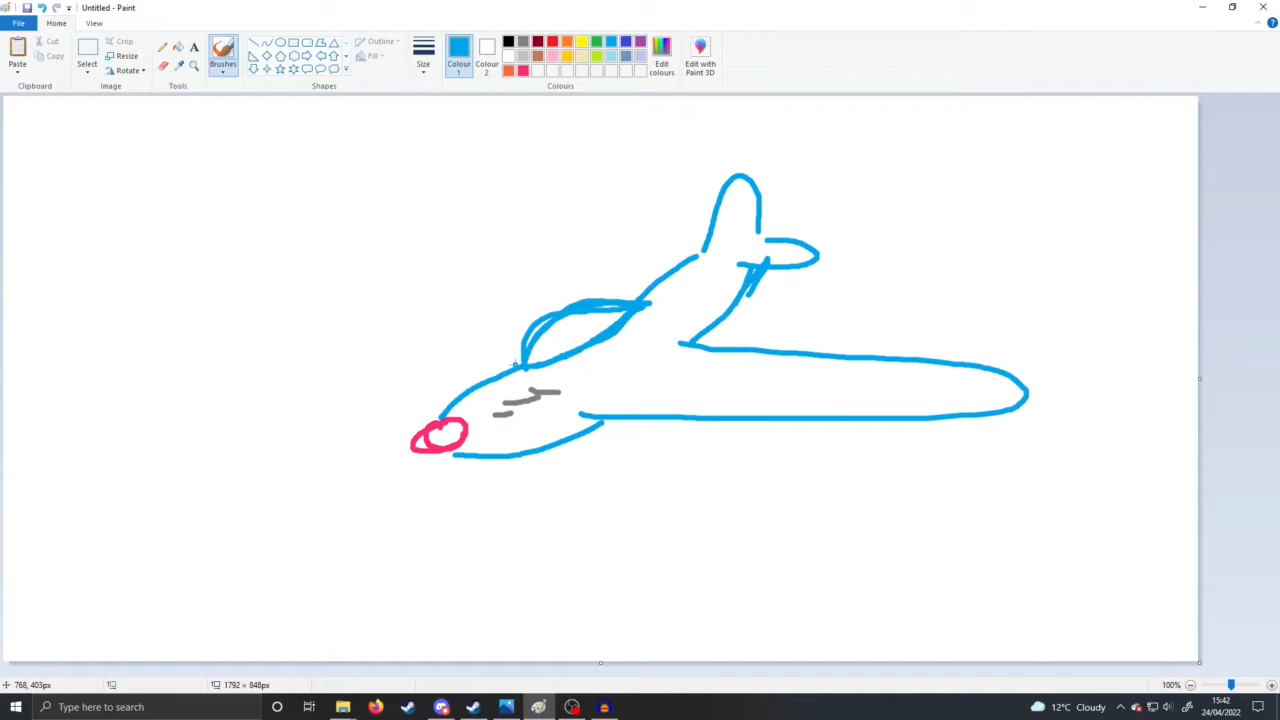 Untitled - Paint
File Home View
Paste Cut Copy Clipboard
Select Crop Resize Rotate Image
Tools
Brushes
Outline Fill Shapes
Size
Colour 1
Colour 2
Edit colours
Edit with Paint 3D
Colours
768, 403px
1792 × 848px
100%
Type here to search
12°C Cloudy
15:42
24/04/2022